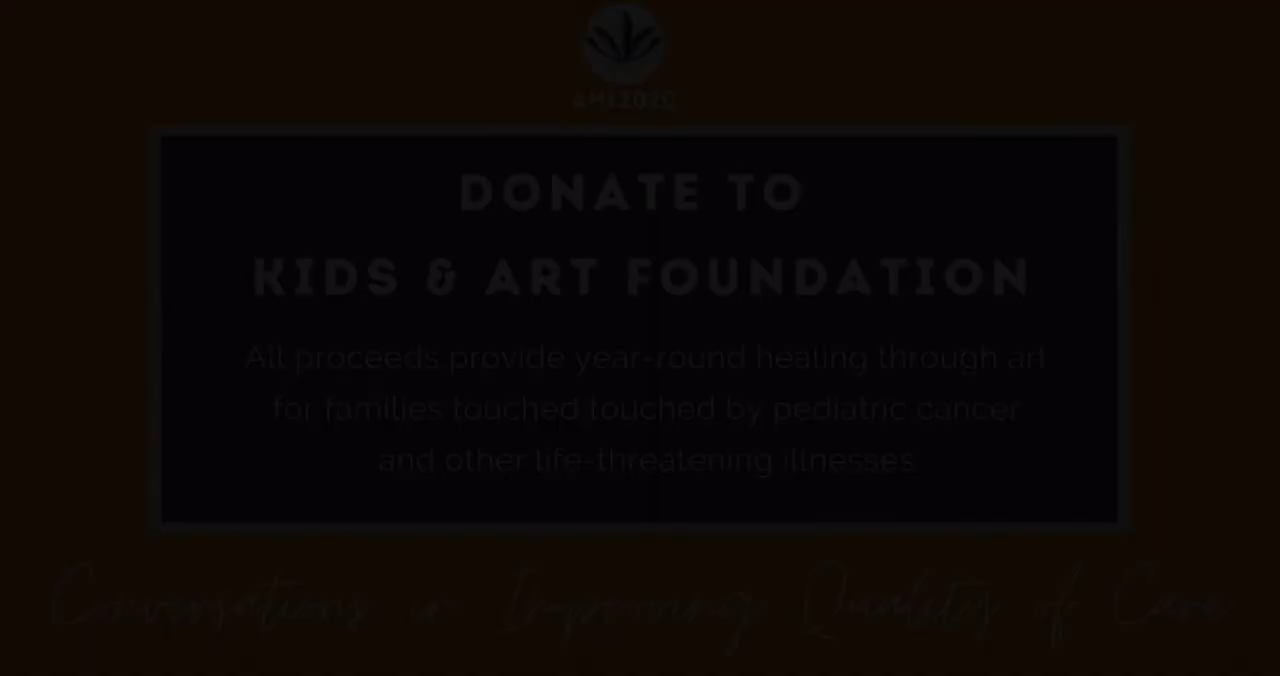 AMI2020
DONATE TO
KIDS & ART FOUNDATION
All proceeds provide year-round healing through art
for families touched touched by pediatric cancer
and other life-threatening illnesses
Conversations in Improving Quality of Care